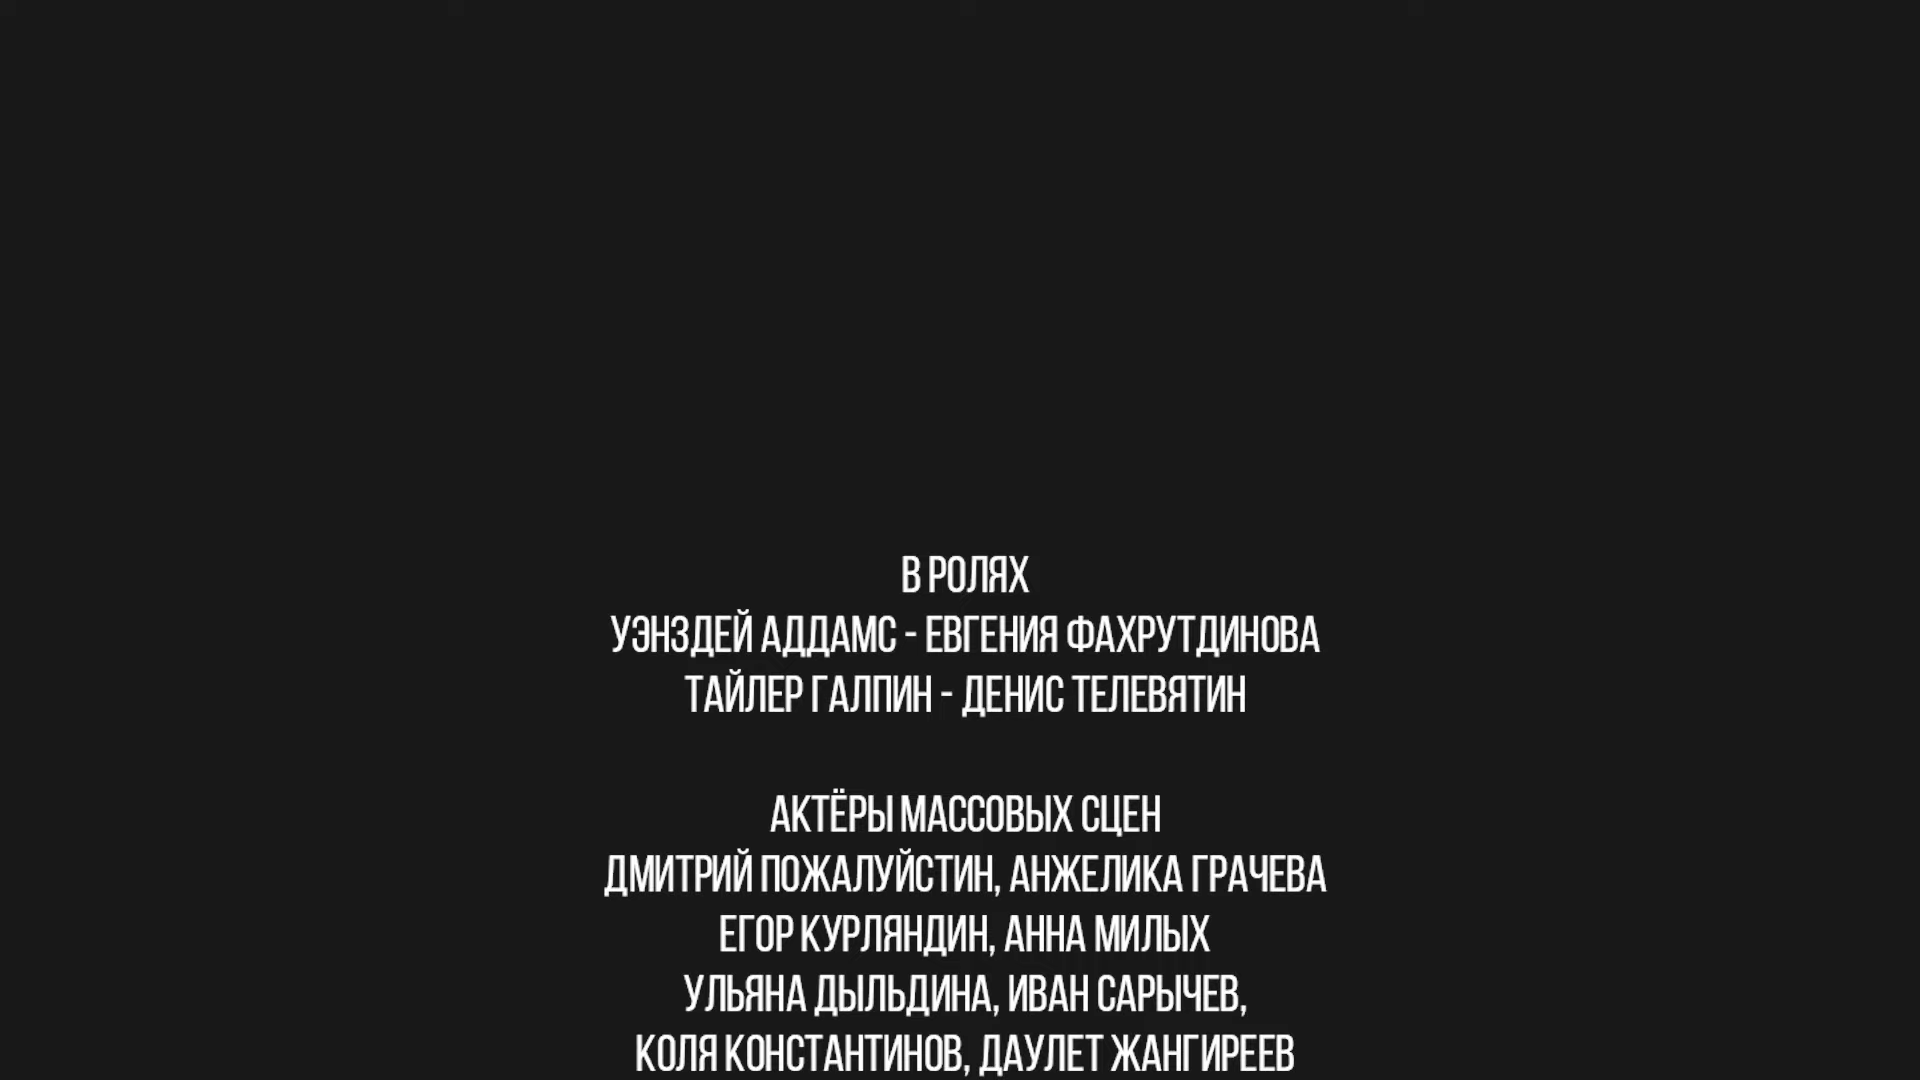 В РОЛЯХ
УЭНЗДЕЙ АДДАМС - ЕВГЕНИЯ ФАХРУТДИНОВА
ТАЙЛЕР ГАЛПИН - ДЕНИС ТЕЛЕВЯТИН
АКТЁРЫ МАССОВЫХ СЦЕН
ДМИТРИЙ ПОЖАЛУЙСТИН, АНЖЕЛИКА ГРАЧЕВА
ЕГОР КУРЛЯНДИН, АННА МИЛЫХ
УЛЬЯНА ДЫЛЬДИНА, ИВАН САРЫЧЕВ,
КОЛЯ КОНСТАНТИНОВ, ДАУЛЕТ ЖАНГИРЕЕВ